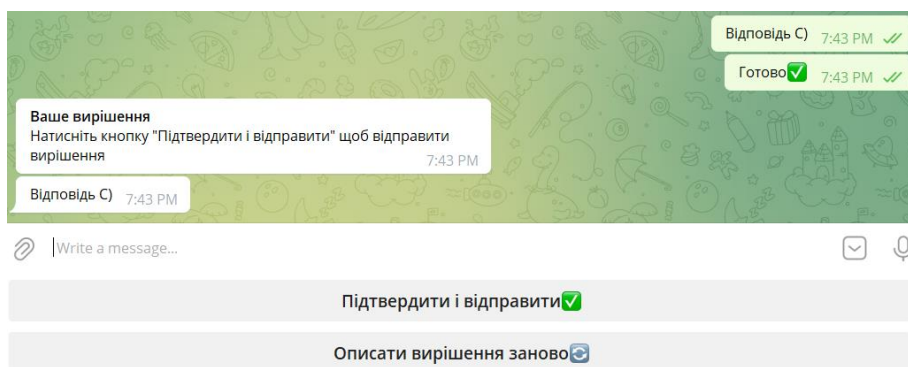 Відповідь С)
7:43 PM
Готово✅
7:43 PM
Ваше вирішення
Натисніть кнопку "Підтвердити і відправити" щоб відправити
вирішення
7:43 PM
Відповідь С)
7:43 PM
Write a message...
Підтвердити і відправити✅
Описати вирішення заново🔄